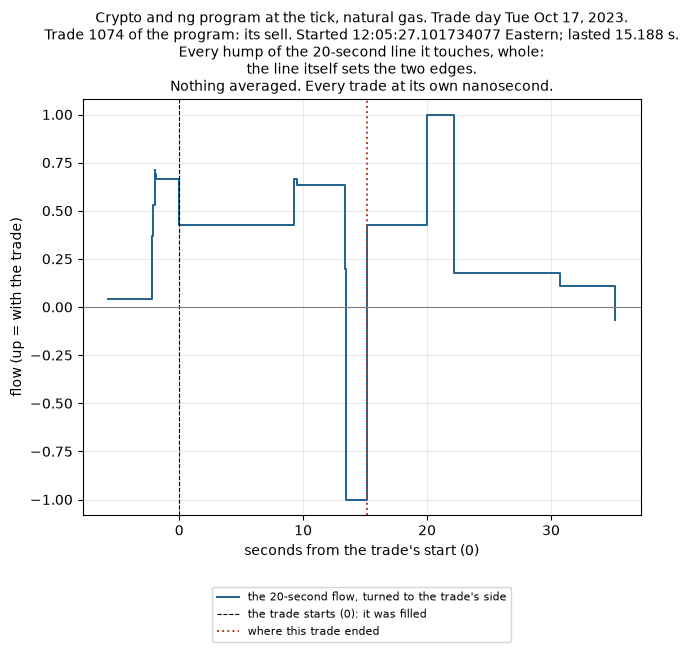 Crypto and ng program at the tick, natural gas. Trade day Tue Oct 17, 2023.
Trade 1074 of the program: its sell. Started 12:05:27.101734077 Eastern; lasted 15.188 s.
Every hump of the 20-second line it touches, whole:
the line itself sets the two edges.
Nothing averaged. Every trade at its own nanosecond.
flow (up = with the trade)
1.00
0.75
0.50
0.25
0.00
−0.25
−0.50
−0.75
−1.00
0
10
20
30
seconds from the trade's start (0)
the 20-second flow, turned to the trade's side
the trade starts (0): it was filled
where this trade ended